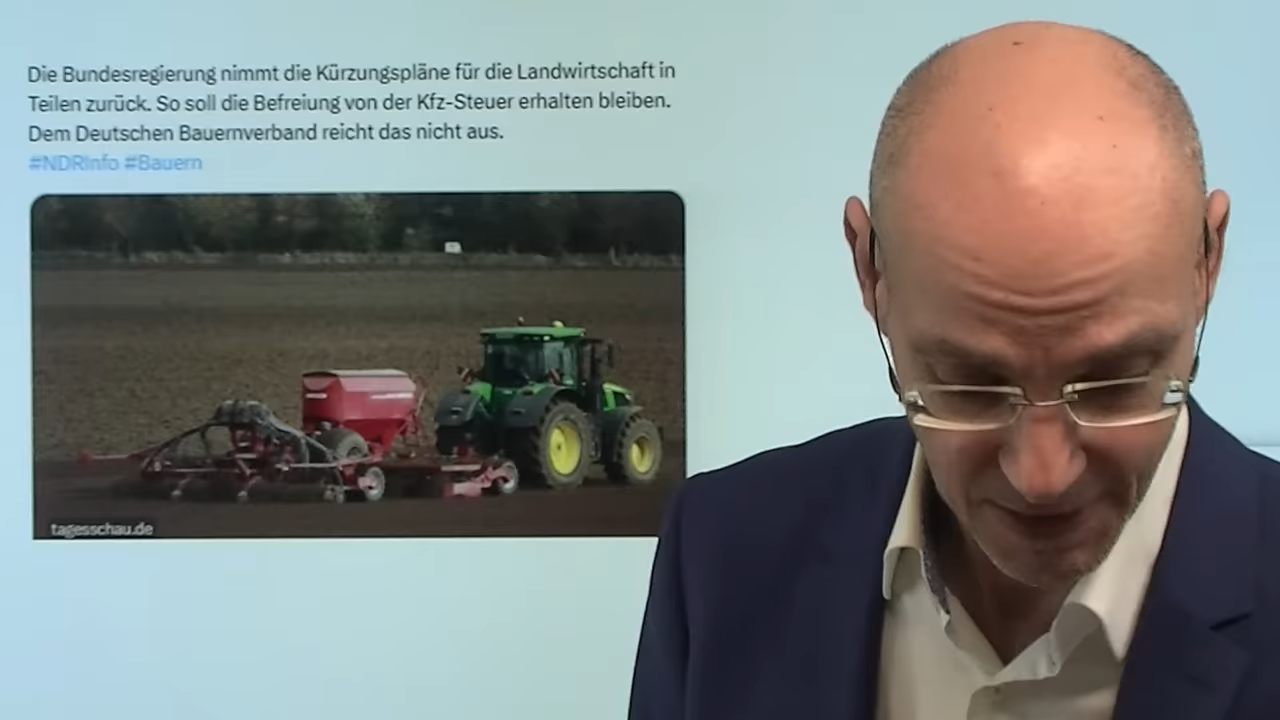 Die Bundesregierung nimmt die Kürzungspläne für die Landwirtschaft in
Teilen zurück. So soll die Befreiung von der Kfz-Steuer erhalten bleiben.
Dem Deutschen Bauernverband reicht das nicht aus.
#NDRInfo #Bauern
tagesschau.de